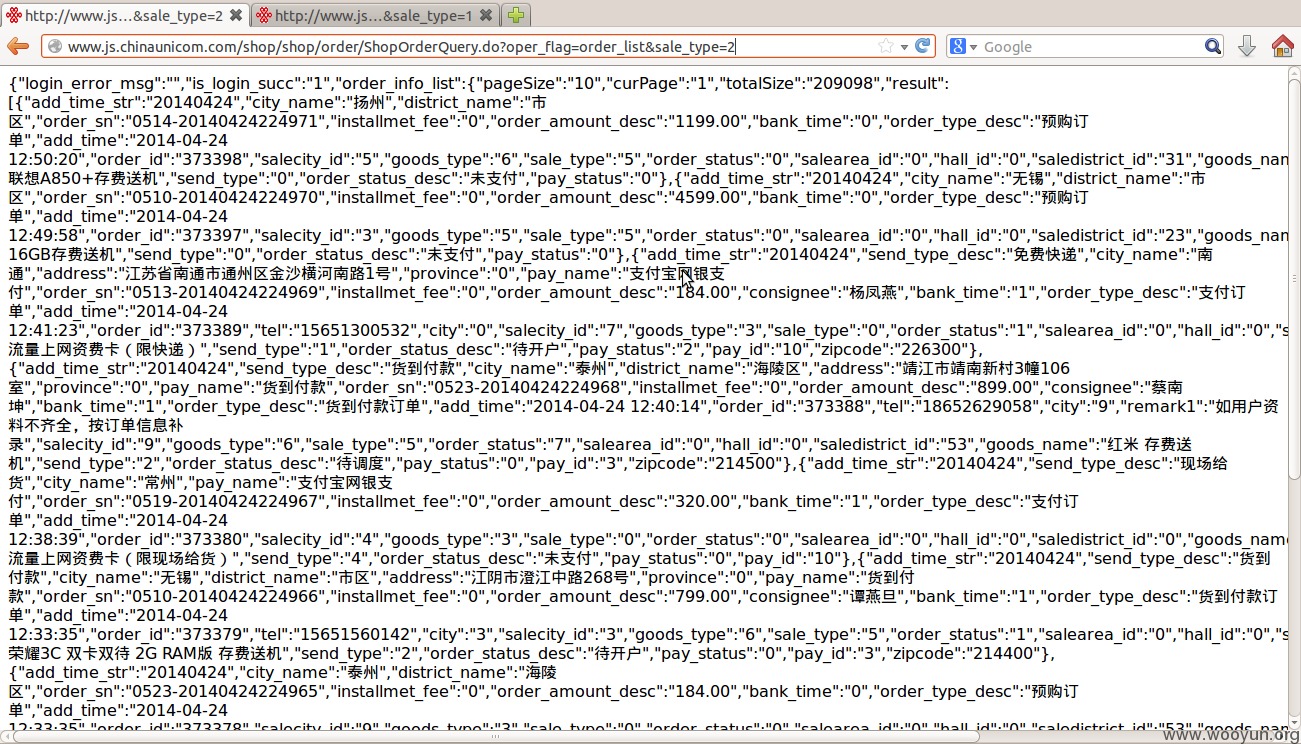 http://www.js...&sale_type=2
http://www.js...&sale_type=1
www.js.chinaunicom.com/shop/shop/order/ShopOrderQuery.do?oper_flag=order_list&sale_type=2
Google
{"login_error_msg":"","is_login_succ":"1","order_info_list":{"pageSize":"10","curPage":"1","totalSize":"209098","result":
[{"add_time_str":"20140424","city_name":"扬州","district_name":"市
区","order_sn":"0514-20140424224971","installmet_fee":"0","order_amount_desc":"1199.00","bank_time":"0","order_type_desc":"预购订
单","add_time":"2014-04-24
12:50:20","order_id":"373398","salecity_id":"5","goods_type":"6","sale_type":"5","order_status":"0","salearea_id":"0","hall_id":"0","saledistrict_id":"31","goods_nam
联想A850+存费送机","send_type":"0","order_status_desc":"未支付","pay_status":"0"},{"add_time_str":"20140424","city_name":"无锡","district_name":"市
区","order_sn":"0510-20140424224970","installmet_fee":"0","order_amount_desc":"4599.00","bank_time":"0","order_type_desc":"预购订
单","add_time":"2014-04-24
12:49:58","order_id":"373397","salecity_id":"3","goods_type":"5","sale_type":"5","order_status":"0","salearea_id":"0","hall_id":"0","saledistrict_id":"23","goods_nam
16GB存费送机","send_type":"0","order_status_desc":"未支付","pay_status":"0"},{"add_time_str":"20140424","send_type_desc":"免费快递","city_name":"南
通","address":"江苏省南通市通州区金沙横河南路1号","province":"0","pay_name":"支付宝网银支
付","order_sn":"0513-20140424224969","installmet_fee":"0","order_amount_desc":"184.00","consignee":"杨凤燕","bank_time":"1","order_type_desc":"支付订
单","add_time":"2014-04-24
12:41:23","order_id":"373389","tel":"15651300532","city":"0","salecity_id":"7","goods_type":"3","sale_type":"0","order_status":"1","salearea_id":"0","hall_id":"0","s
流量上网资费卡（限快递）","send_type":"1","order_status_desc":"待开户","pay_status":"2","pay_id":"10","zipcode":"226300"},
{"add_time_str":"20140424","send_type_desc":"货到付款","city_name":"泰州","district_name":"海陵区","address":"靖江市靖南新村3幢106
室","province":"0","pay_name":"货到付款","order_sn":"0523-20140424224968","installmet_fee":"0","order_amount_desc":"899.00","consignee":"蔡南
坤","bank_time":"1","order_type_desc":"货到付款订单","add_time":"2014-04-24 12:40:14","order_id":"373388","tel":"18652629058","city":"9","remark1":"如用户资
料不齐全，按订单信息补
录","salecity_id":"9","goods_type":"6","sale_type":"5","order_status":"7","salearea_id":"0","hall_id":"0","saledistrict_id":"53","goods_name":"红米 存费送
机","send_type":"2","order_status_desc":"待调度","pay_status":"0","pay_id":"3","zipcode":"214500"},{"add_time_str":"20140424","send_type_desc":"现场给
货","city_name":"常州","pay_name":"支付宝网银支
付","order_sn":"0519-20140424224967","installmet_fee":"0","order_amount_desc":"320.00","bank_time":"1","order_type_desc":"支付订
单","add_time":"2014-04-24
12:38:39","order_id":"373380","salecity_id":"4","goods_type":"3","sale_type":"0","order_status":"0","salearea_id":"0","hall_id":"0","saledistrict_id":"0","goods_name
流量上网资费卡（限现场给货）","send_type":"4","order_status_desc":"未支付","pay_status":"0","pay_id":"10"},{"add_time_str":"20140424","send_type_desc":"货到
付款","city_name":"无锡","district_name":"市区","address":"江阴市澄江中路268号","province":"0","pay_name":"货到付
款","order_sn":"0510-20140424224966","installmet_fee":"0","order_amount_desc":"799.00","consignee":"谭燕旦","bank_time":"1","order_type_desc":"货到付款订
单","add_time":"2014-04-24
12:33:35","order_id":"373379","tel":"15651560142","city":"3","salecity_id":"3","goods_type":"6","sale_type":"5","order_status":"1","salearea_id":"0","hall_id":"0","s
荣耀3C 双卡双待 2G RAM版 存费送机","send_type":"2","order_status_desc":"待开户","pay_status":"0","pay_id":"3","zipcode":"214400"},
{"add_time_str":"20140424","city_name":"泰州","district_name":"海陵
区","order_sn":"0523-20140424224965","installmet_fee":"0","order_amount_desc":"184.00","bank_time":"0","order_type_desc":"预购订
单","add_time":"2014-04-24
12:33:35","order_id":"373378","salecity_id":"9","goods_type":"3","sale_type":"0","order_status":"0","salearea_id":"0","hall_id":"0","saledistrict_id":"53","goods_nam
www.wooyun.org